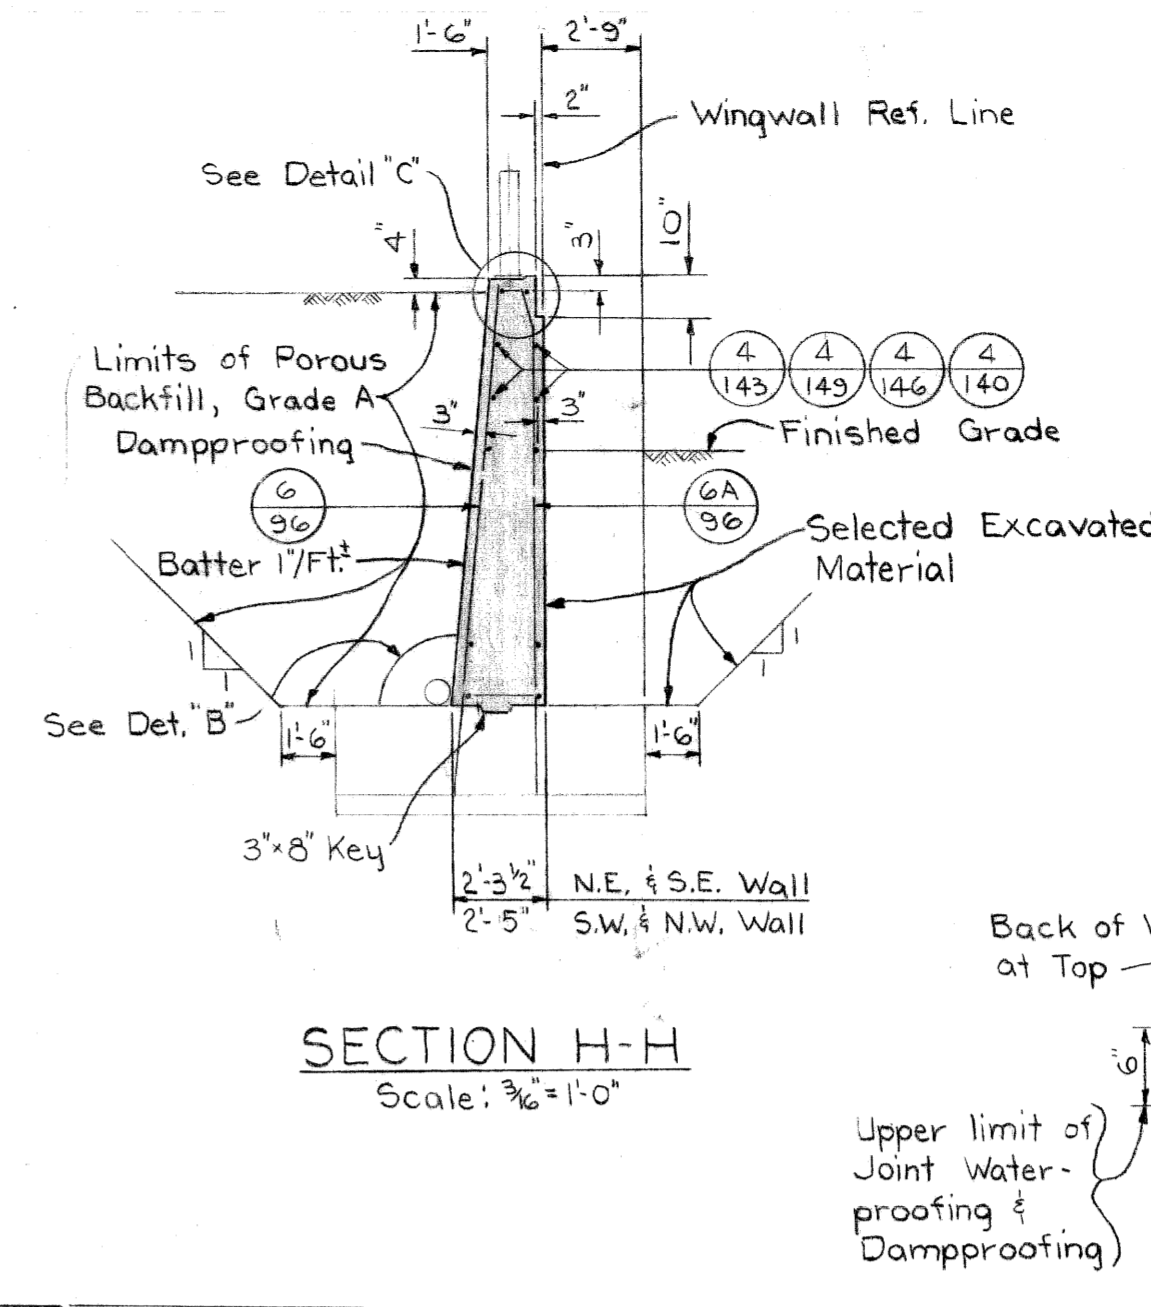 1'-6"
2'-9"
2"
Wingwall Ref. Line
See Detail "C"
4"
3"
10"
Limits of Porous
Backfill, Grade A
4
143
4
149
4
146
4
140
3"
3"
Dampproofing
Finished Grade
6
96
6A
96
Selected Excavated
Material
Batter 1"/Ft.±
1
1
1
1
See Det. "B"
1'-6"
1'-6"
3"×8" Key
2'-3 1/2" N.E. & S.E. Wall
2'-5" S.W. & N.W. Wall
Back of
at Top
SECTION H-H
Scale: 3/16" = 1'-0"
6"
Upper limit of
Joint Water-
proofing &
Dampproofing